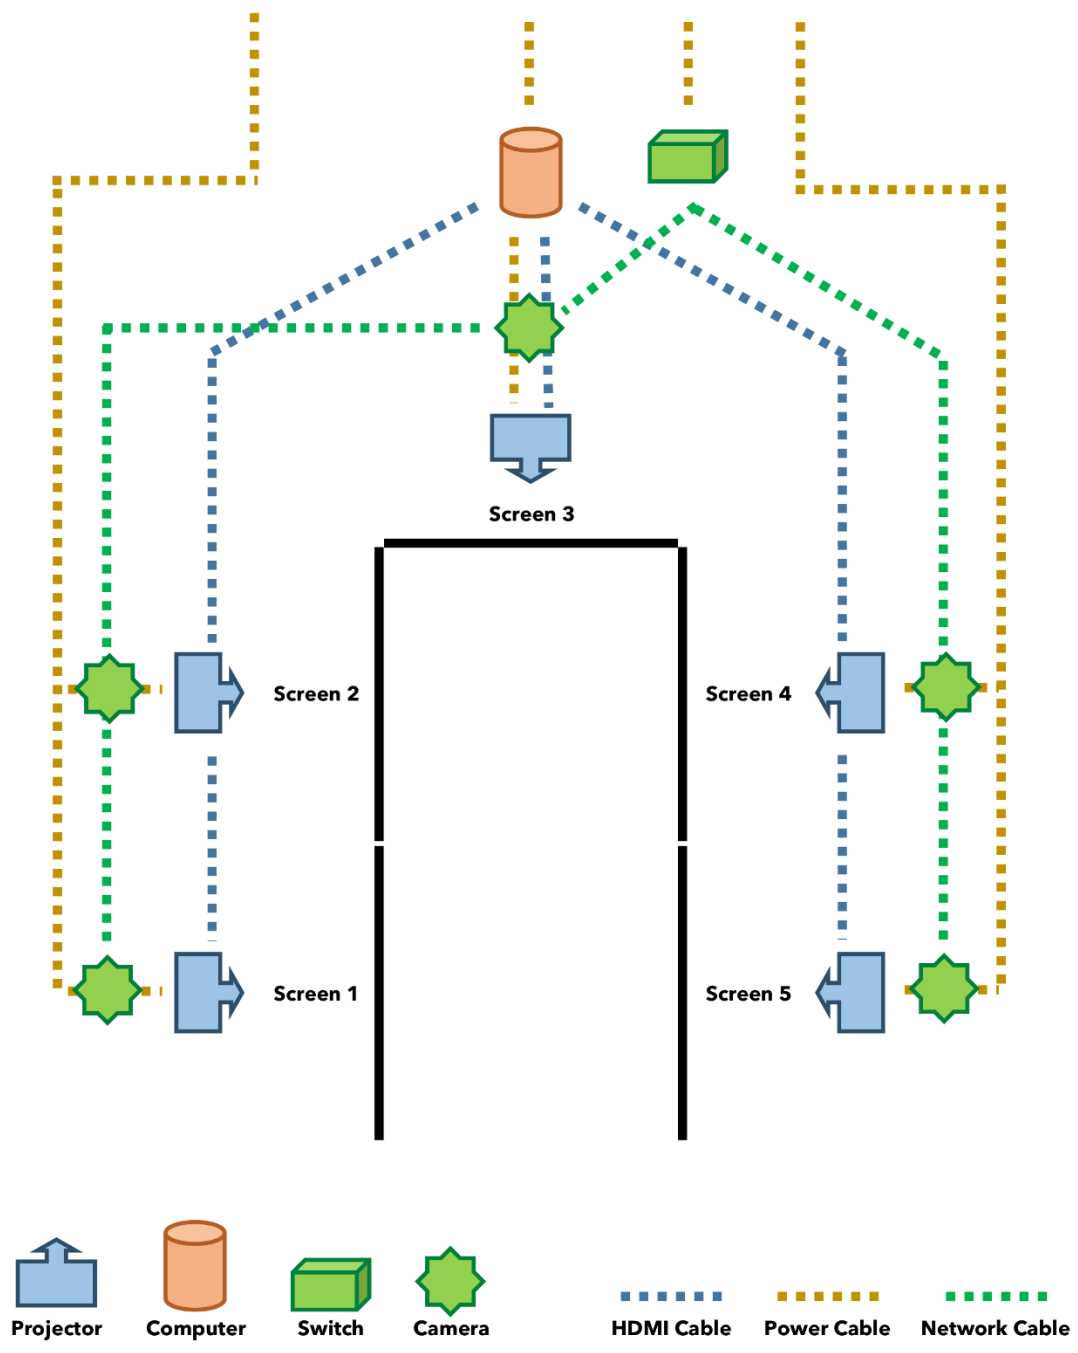 Screen 3
Screen 2
Screen 4
Screen 1
Screen 5
Projector
Computer
Switch
Camera
HDMI Cable
Power Cable
Network Cable